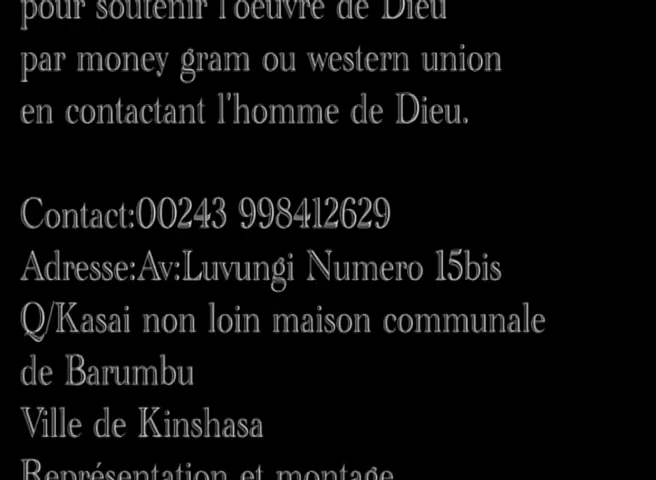 pour soutenir l'oeuvre de Dieu
par money gram ou western union
en contactant l'homme de Dieu.
Contact:00243 998412629
Adresse:Av:Luvungi Numero 15bis
Q/Kasai non loin maison communale
de Barumbu
Ville de Kinshasa
Représentation et montage